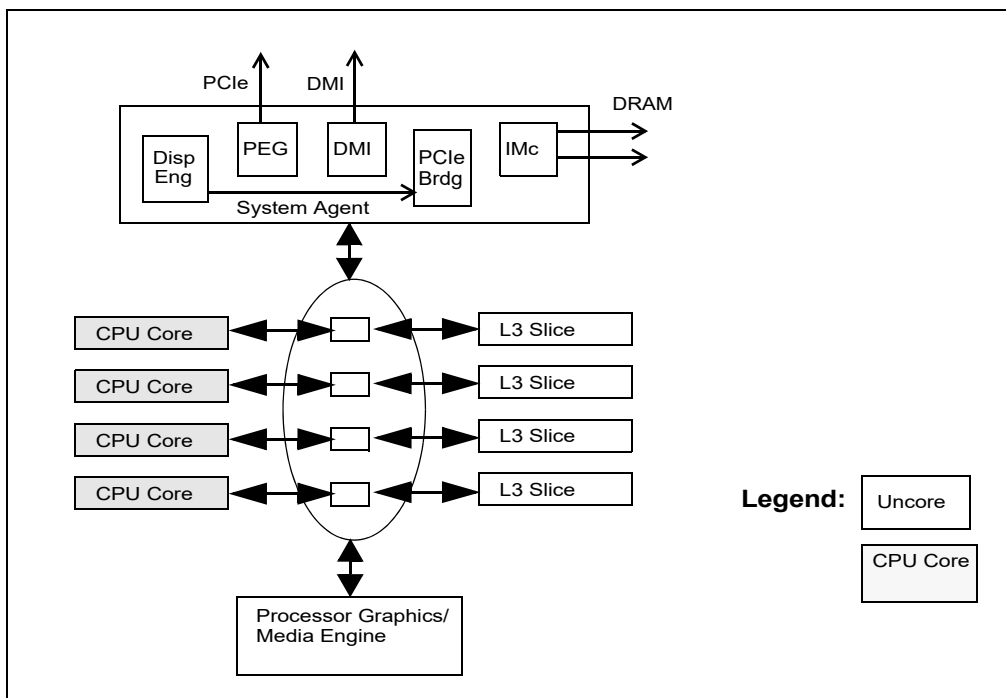 PCIe
DMI
DRAM
Disp
Eng
PEG
DMI
PCIe
Brdg
IMc
System Agent
CPU Core
L3 Slice
CPU Core
L3 Slice
CPU Core
L3 Slice
CPU Core
L3 Slice
Legend:
Uncore
CPU Core
Processor Graphics/
Media Engine